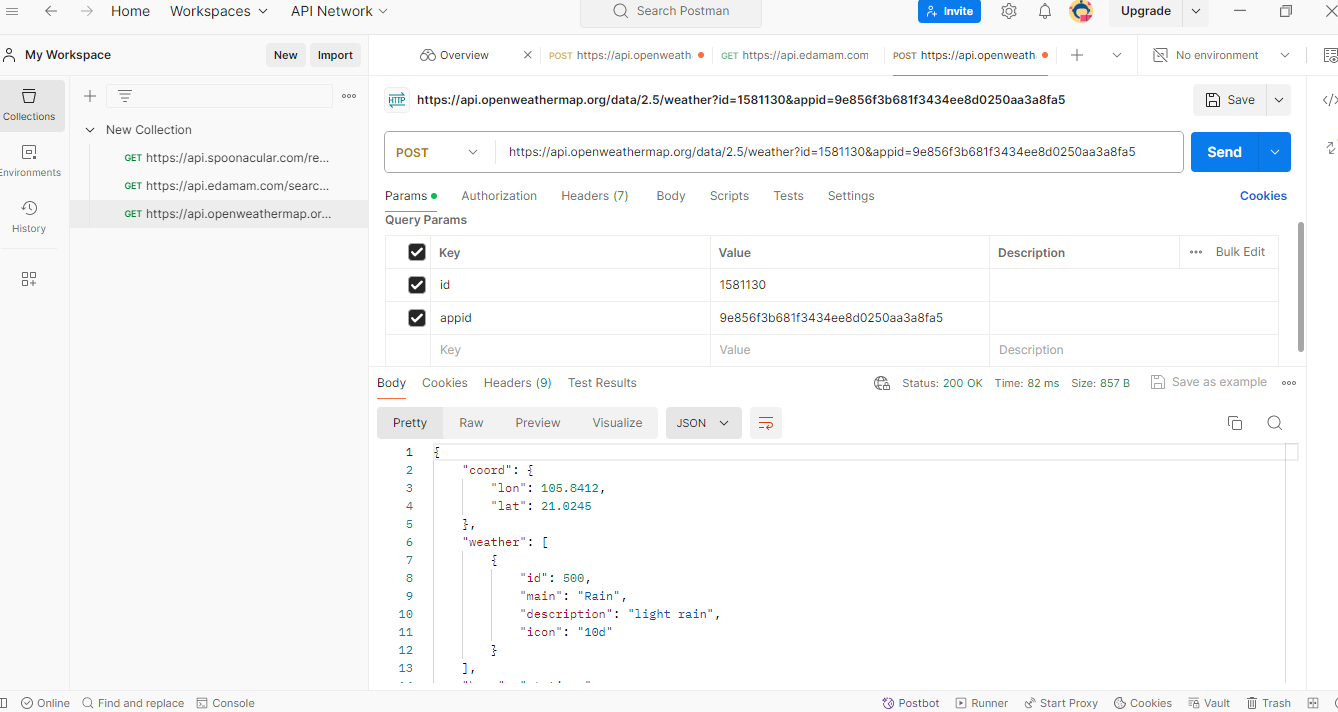 Home Workspaces API Network Search Postman Invite Upgrade
My Workspace New Import Overview POST https://api.openweath GET https://api.edamam.com POST https://api.openweath No environment
Collections
Environments
History
New Collection
GET https://api.spoonacular.com/re...
GET https://api.edamam.com/searc...
GET https://api.openweathermap.or...
HTTP https://api.openweathermap.org/data/2.5/weather?id=1581130&appid=9e856f3b681f3434ee8d0250aa3a8fa5 Save
POST https://api.openweathermap.org/data/2.5/weather?id=1581130&appid=9e856f3b681f3434ee8d0250aa3a8fa5 Send
Params Authorization Headers (7) Body Scripts Tests Settings Cookies
Query Params
Key Value Description Bulk Edit
id 1581130
appid 9e856f3b681f3434ee8d0250aa3a8fa5
Key Value Description
Body Cookies Headers (9) Test Results Status: 200 OK Time: 82 ms Size: 857 B Save as example
Pretty Raw Preview Visualize JSON
1 {
2 "coord": {
3 "lon": 105.8412,
4 "lat": 21.0245
5 },
6 "weather": [
7 {
8 "id": 500,
9 "main": "Rain",
10 "description": "light rain",
11 "icon": "10d"
12 }
13 ],
Online Find and replace Console Postbot Runner Start Proxy Cookies Vault Trash